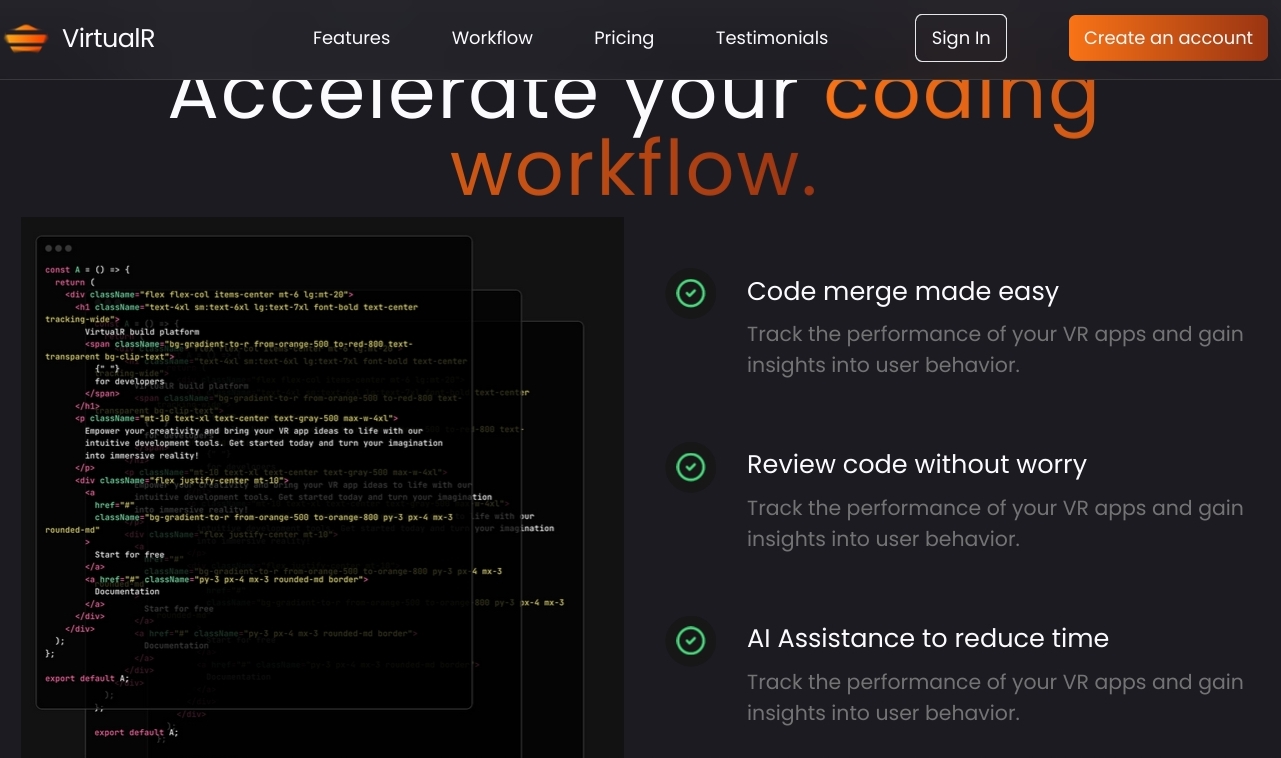 VirtualR
Features
Workflow
Pricing
Testimonials
Sign In
Create an account
Accelerate your coding
workflow.
const A = () => {
return (
<div className="flex flex-col items-center mt-6 lg:mt-20">
<h1 className="text-4xl sm:text-6xl lg:text-7xl font-bold text-center
tracking-wide">
VirtualR build platform
<span className="bg-gradient-to-r from-orange-500 to-red-800 text-
transparent bg-clip-text">
{" "}
for developers
</span>
</h1>
<p className="mt-10 text-xl text-center text-gray-500 max-w-4xl">
Empower your creativity and bring your VR app ideas to life with our
intuitive development tools. Get started today and turn your imagination
into immersive reality!
</p>
<div className="flex justify-center mt-10">
<a
href="#"
className="bg-gradient-to-r from-orange-500 to-orange-800 py-3 px-4 mx-3
rounded-md"
>
Start for free
</a>
<a href="#" className="py-3 px-4 mx-3 rounded-md border">
Documentation
</a>
</div>
</div>
);
};
export default A;
export default A;
Code merge made easy
Track the performance of your VR apps and gain
insights into user behavior.
Review code without worry
Track the performance of your VR apps and gain
insights into user behavior.
AI Assistance to reduce time
Track the performance of your VR apps and gain
insights into user behavior.